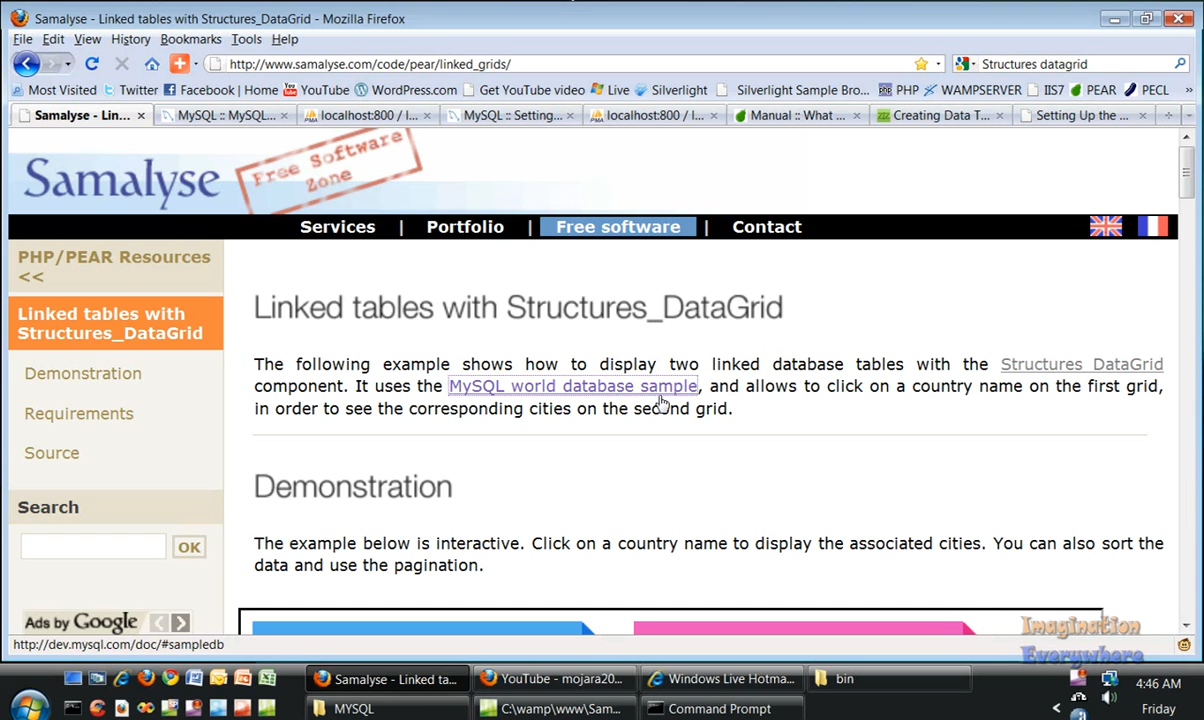 Samalyse - Linked tables with Structures_DataGrid - Mozilla Firefox
File Edit View History Bookmarks Tools Help
http://www.samalyse.com/code/pear/linked_grids/
Structures datagrid
Most Visited Twitter Facebook | Home YouTube WordPress.com Get YouTube video Live Silverlight Silverlight Sample Bro... PHP WAMPSERVER IIS7 PEAR PECL »
Samalyse - Lin... MySQL :: MySQL... localhost:800 / l... MySQL :: Setting... localhost:800 / l... Manual :: What ... Creating Data T... Setting Up the ...
Samalyse
Free Software
Zone
Services | Portfolio | Free software | Contact
PHP/PEAR Resources
<<
Linked tables with
Structures_DataGrid
Demonstration
Requirements
Source
Search
OK
Ads by Google
Linked tables with Structures_DataGrid
The following example shows how to display two linked database tables with the Structures_DataGrid
component. It uses the MySQL world database sample, and allows to click on a country name on the first grid,
in order to see the corresponding cities on the second grid.
Demonstration
The example below is interactive. Click on a country name to display the associated cities. You can also sort the
data and use the pagination.
Imagination
Everywhere
http://dev.mysql.com/doc/#sampledb
Samalyse - Linked ta... YouTube - mojara20... Windows Live Hotma... bin
MYSQL C:\wamp\www\Sam... Command Prompt
4:46 AM
Friday